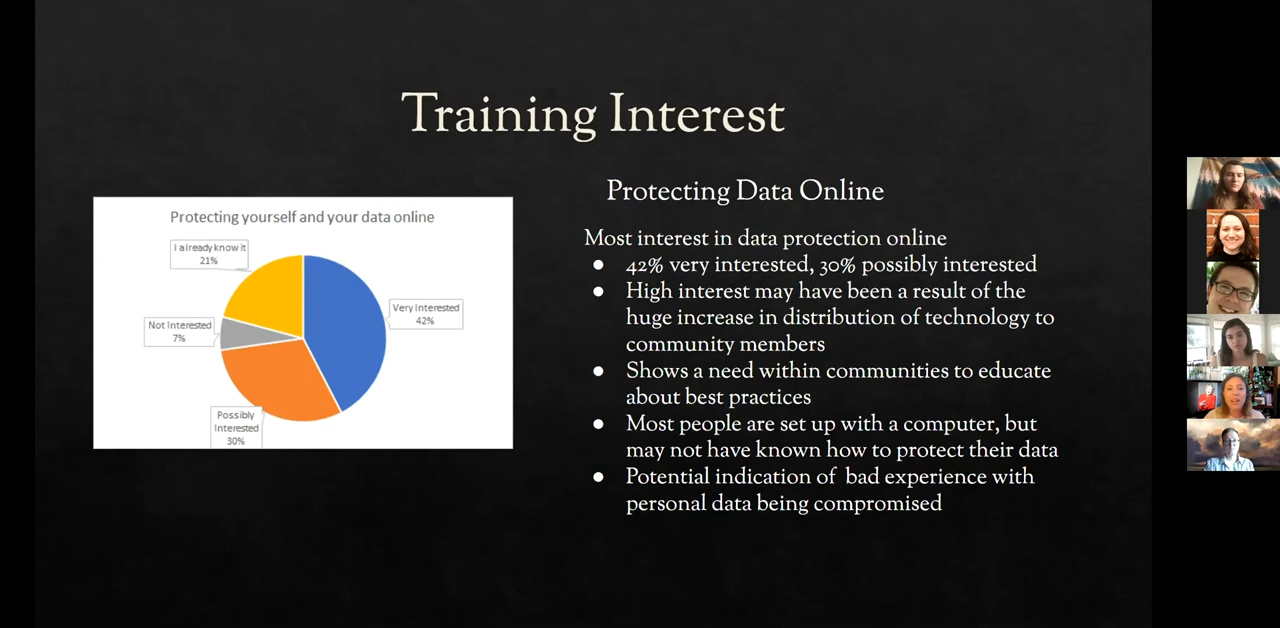 Training Interest
Protecting Data Online
Protecting yourself and your data online
I already know it
21%
Very Interested
42%
Not Interested
7%
Possibly
Interested
30%
Most interest in data protection online
● 42% very interested, 30% possibly interested
● High interest may have been a result of the
huge increase in distribution of technology to
community members
● Shows a need within communities to educate
about best practices
● Most people are set up with a computer, but
may not have known how to protect their data
● Potential indication of bad experience with
personal data being compromised